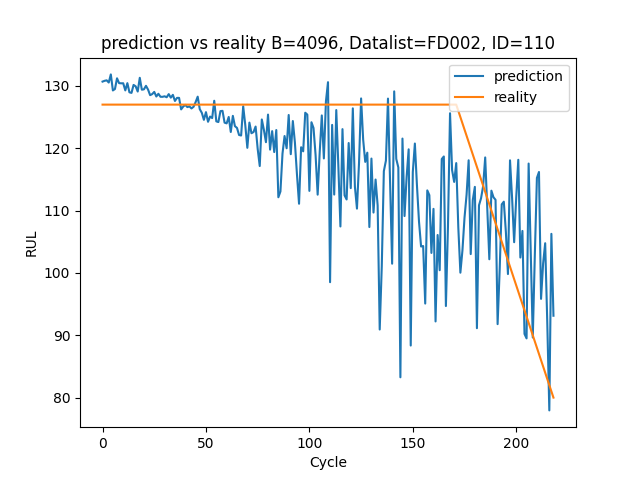 prediction vs reality B=4096, Datalist=FD002, ID=110
prediction
reality
RUL
130
120
110
100
90
80
0 50 100 150 200
Cycle